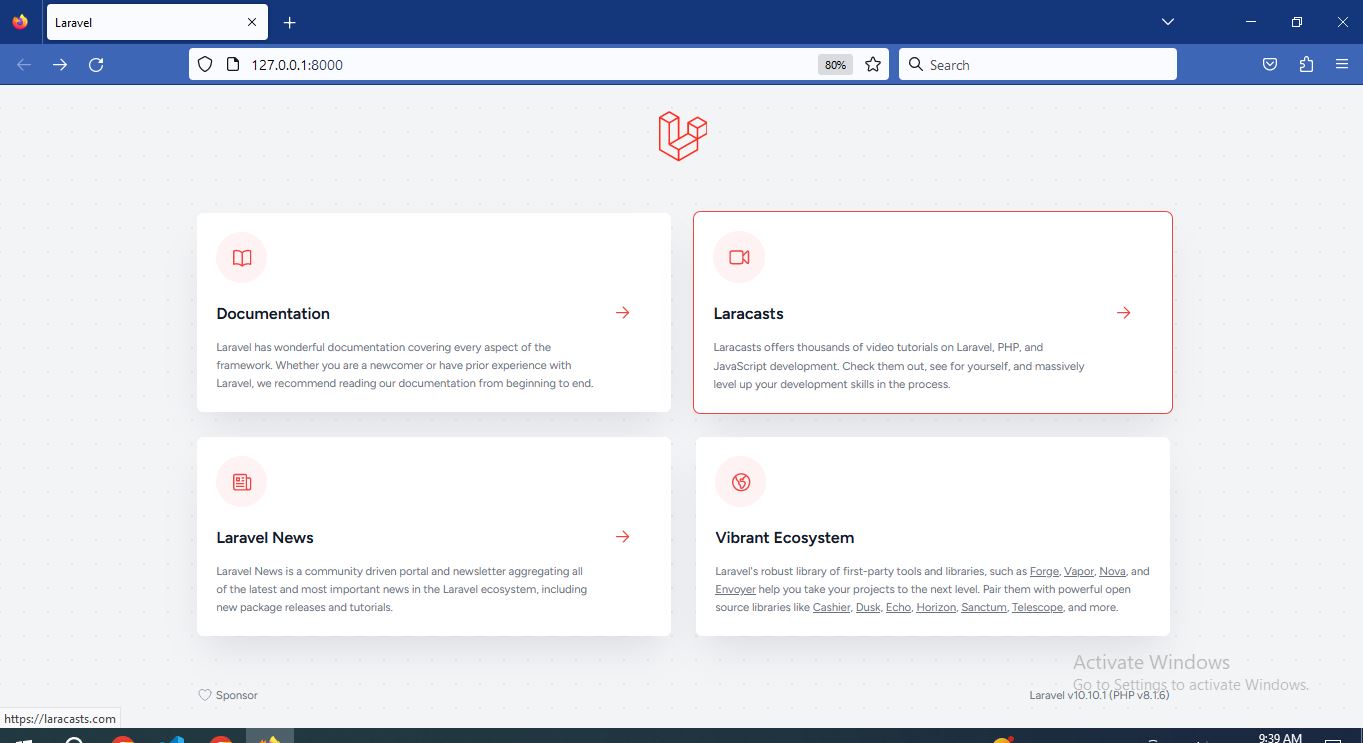 Laravel
127.0.0.1:8000
80%
Search
Documentation
Laravel has wonderful documentation covering every aspect of the
framework. Whether you are a newcomer or have prior experience with
Laravel, we recommend reading our documentation from beginning to end.
Laracasts
Laracasts offers thousands of video tutorials on Laravel, PHP, and
JavaScript development. Check them out, see for yourself, and massively
level up your development skills in the process.
Laravel News
Laravel News is a community driven portal and newsletter aggregating all
of the latest and most important news in the Laravel ecosystem, including
new package releases and tutorials.
Vibrant Ecosystem
Laravel's robust library of first-party tools and libraries, such as Forge, Vapor, Nova, and
Envoyer help you take your projects to the next level. Pair them with powerful open
source libraries like Cashier, Dusk, Echo, Horizon, Sanctum, Telescope, and more.
Activate Windows
Go to Settings to activate Windows.
Sponsor
Laravel v10.10.1 (PHP v8.1.6)
https://laracasts.com
9:39 AM